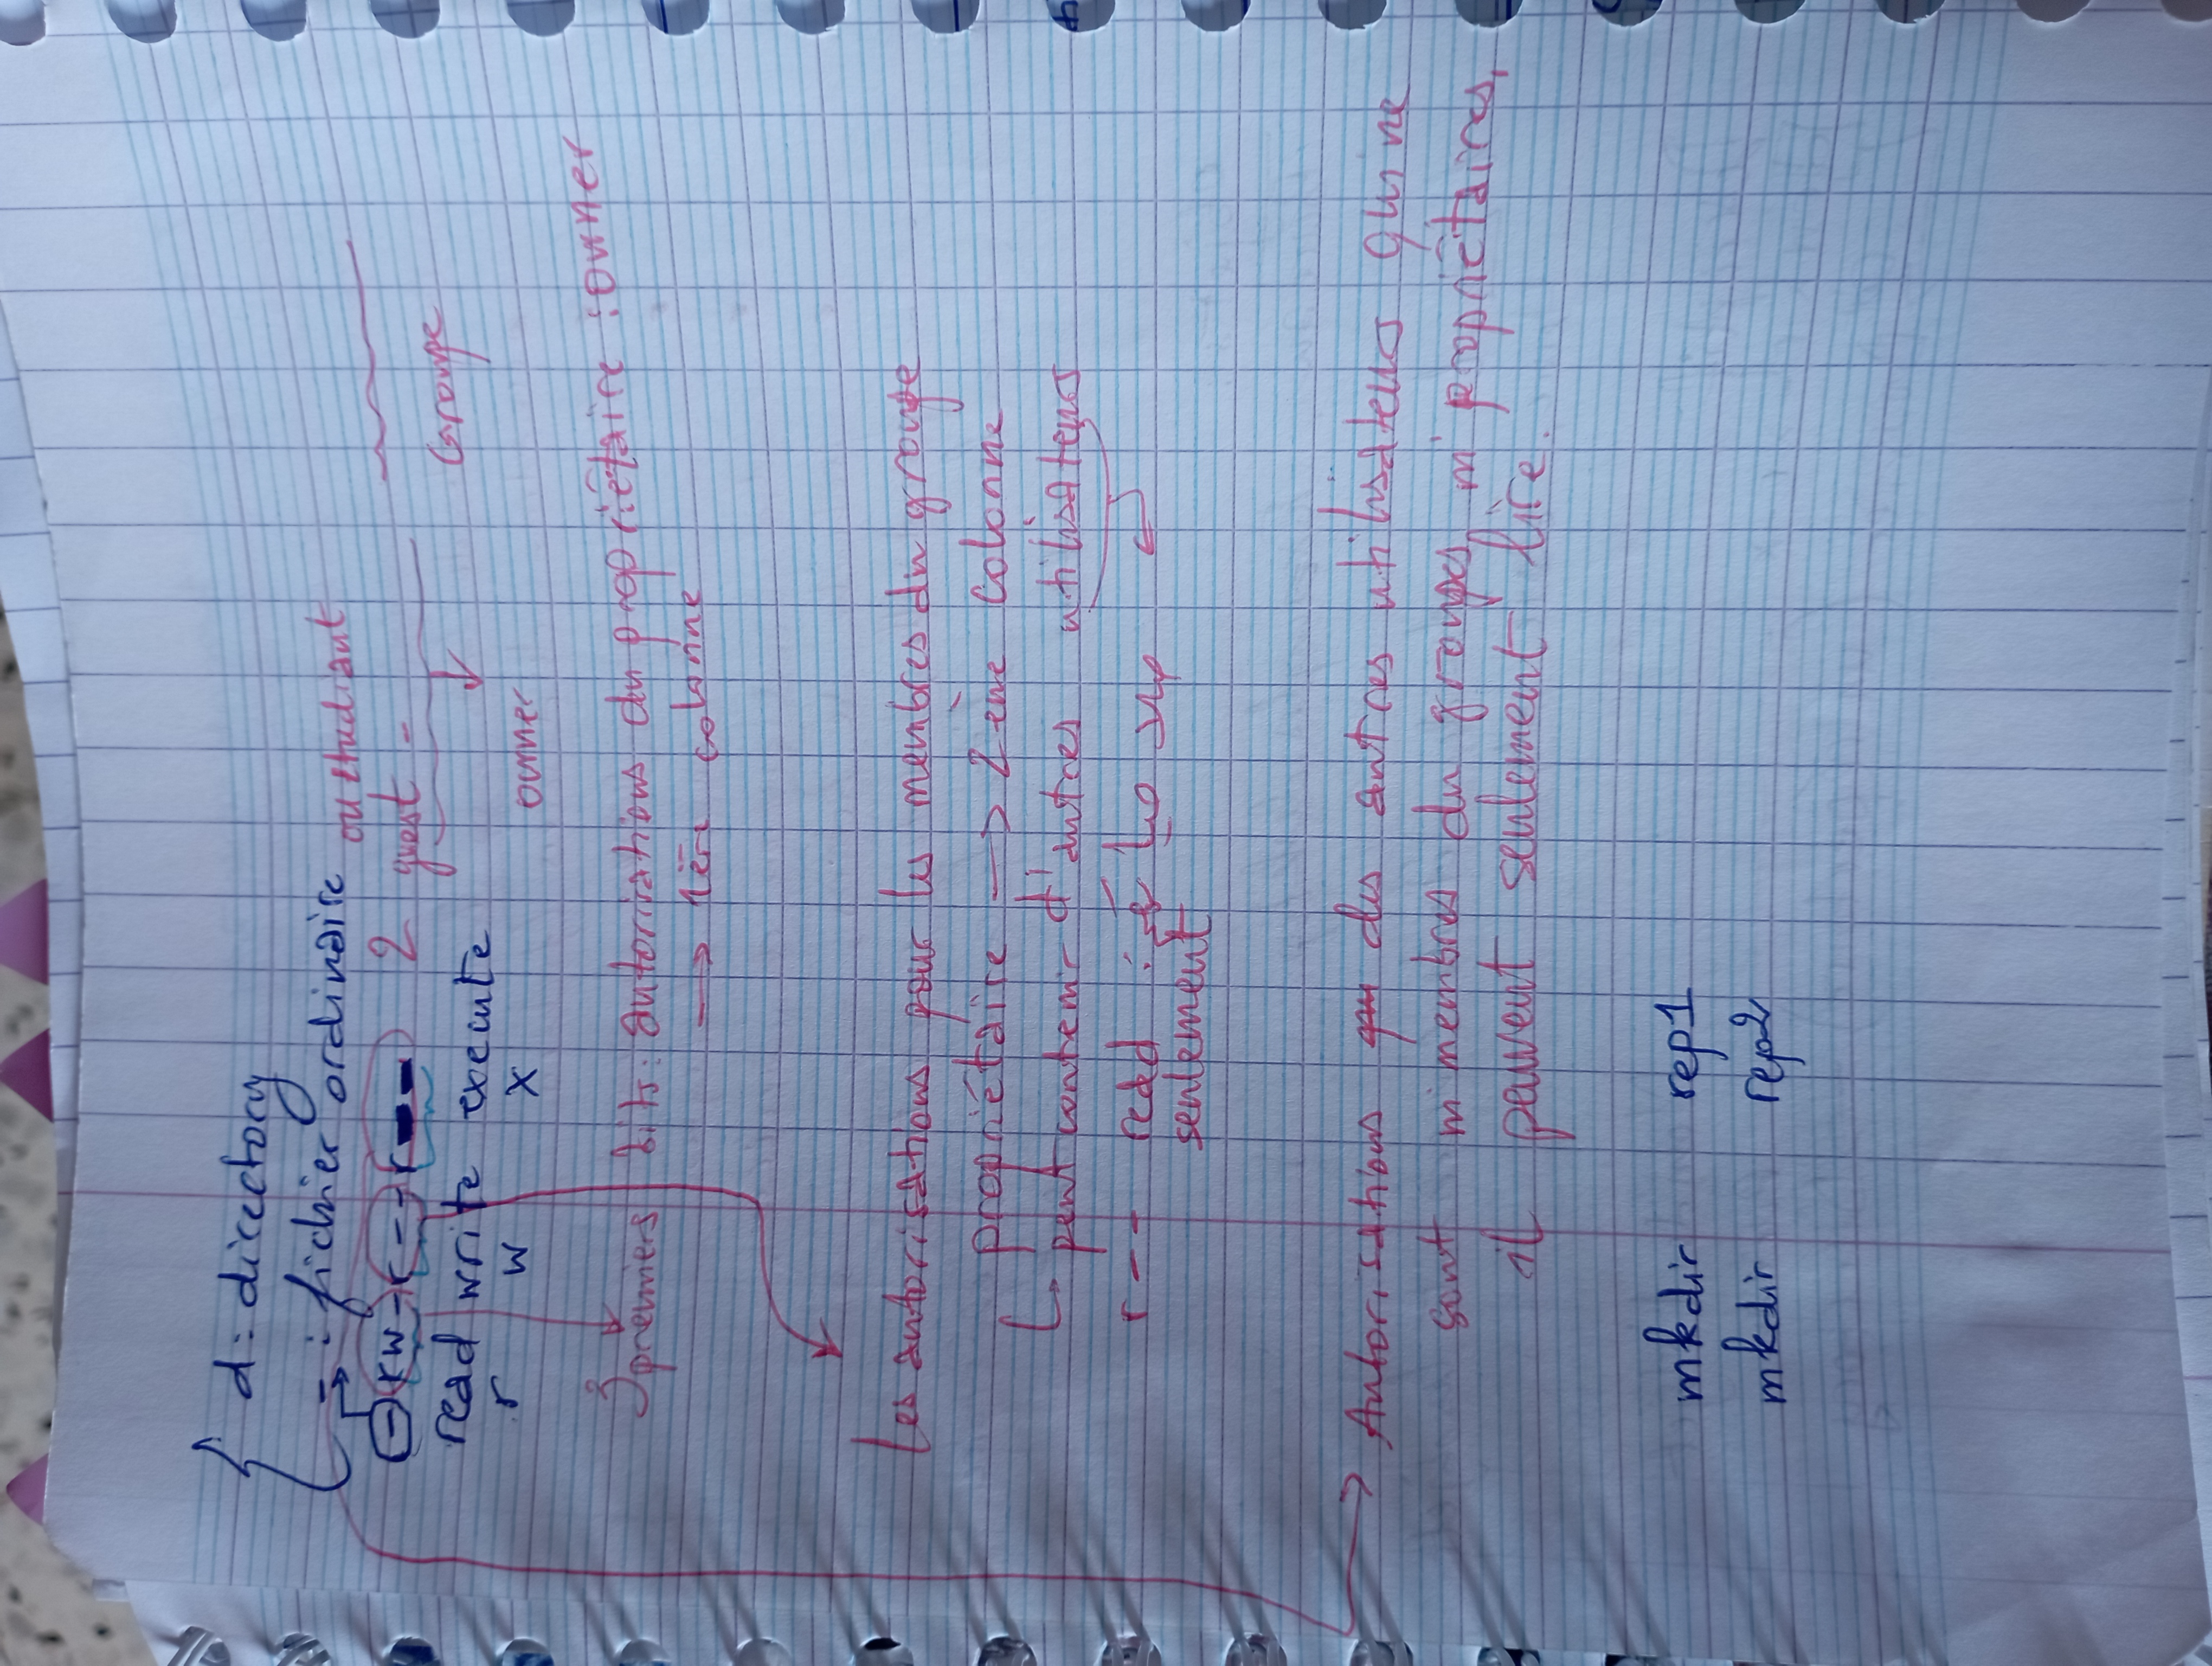 d : directory
- : fichier ordinaire ou etudiant
- rw- r-- r-- 2 guest -
read write execute Groupe
r w x owner
3 premiers bits : autorisations du propriétaire : owner
→ 1ère colonne
Les autorisations pour les membres du groupe
propriétaire → 2ème colonne
↳ peut contenir d'autres utilisateurs
r-- read :
seulement
→ Autorisations des autres utilisateurs qui ne
sont ni membres du groupes, ni propriétaires,
il peuvent seulement lire.
mkdir rep1
mkdir rep2